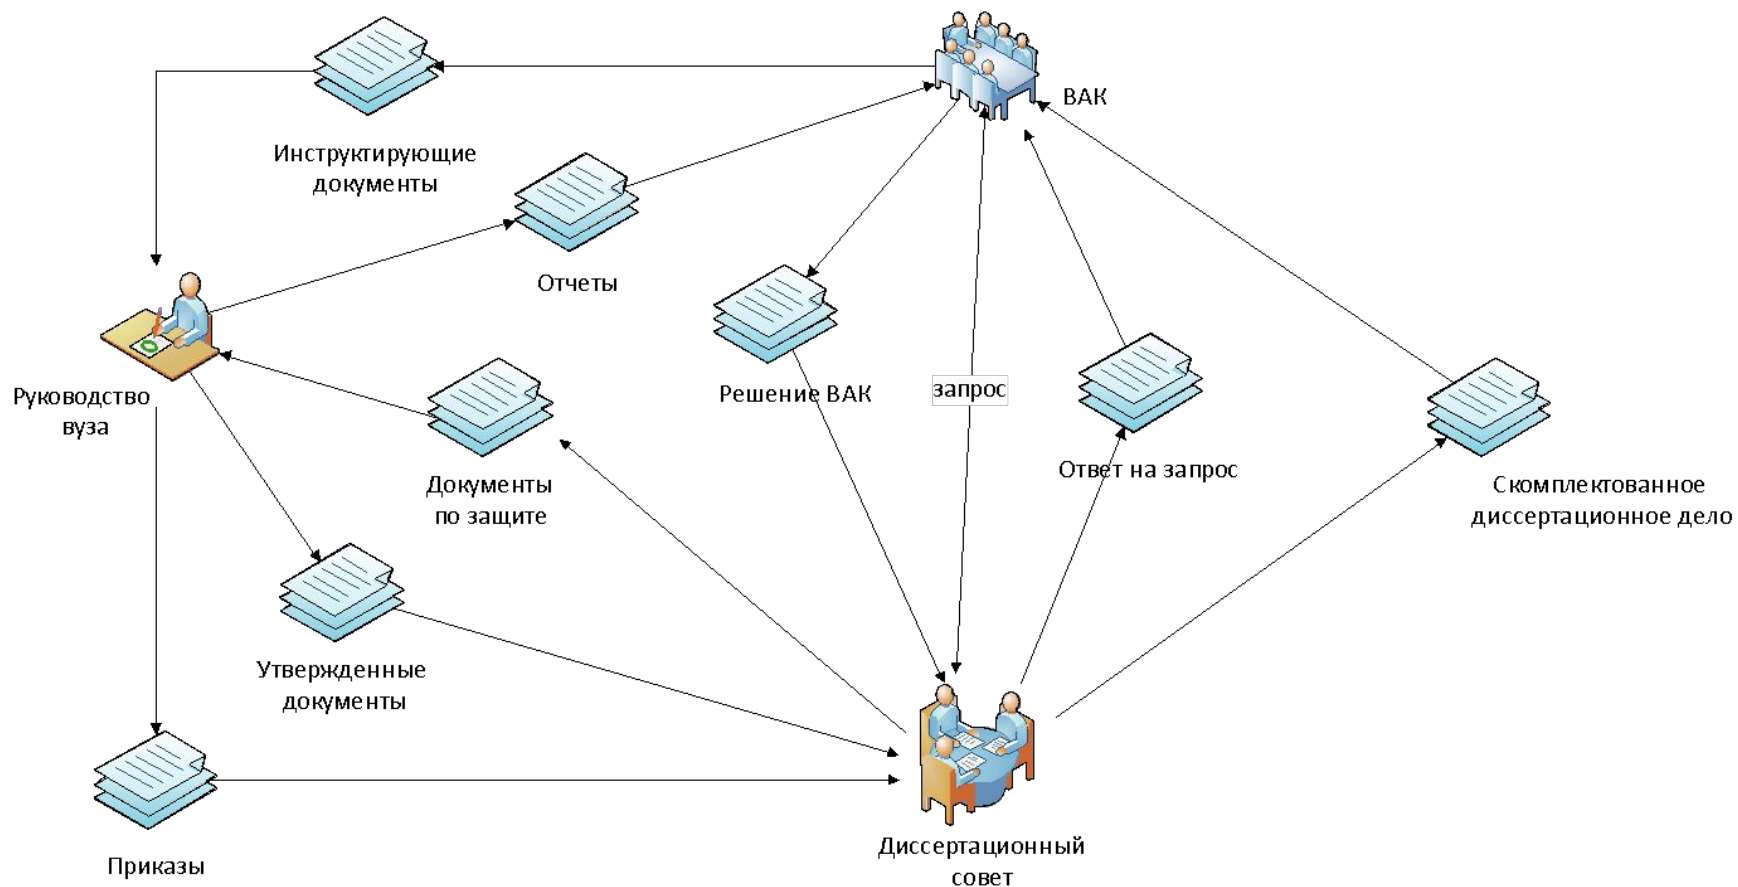 ВАК
Инструктирующие
документы
Отчеты
Руководство
вуза
Решение ВАК
запрос
Ответ на запрос
Документы
по защите
Скомплектованное
диссертационное дело
Утвержденные
документы
Приказы
Диссертационный
совет